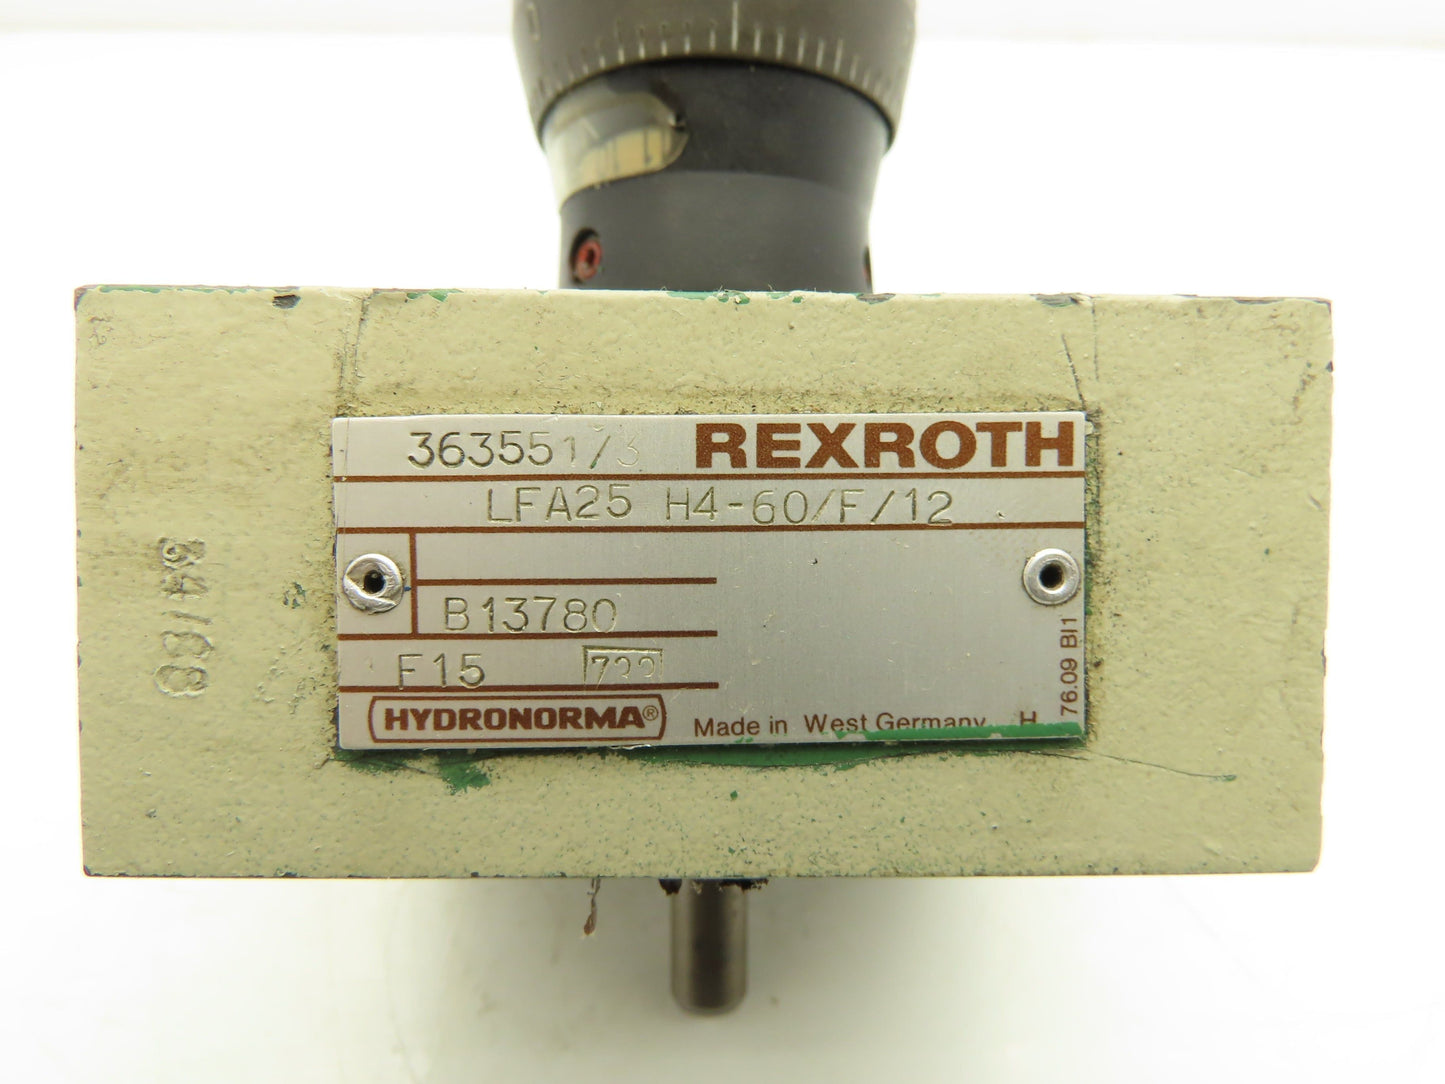 363551/3 REXROTH
LFA25 H4-60/F/12
B13780
F15
HYDRONORMA®
Made in West Germany H
76.09 BI1